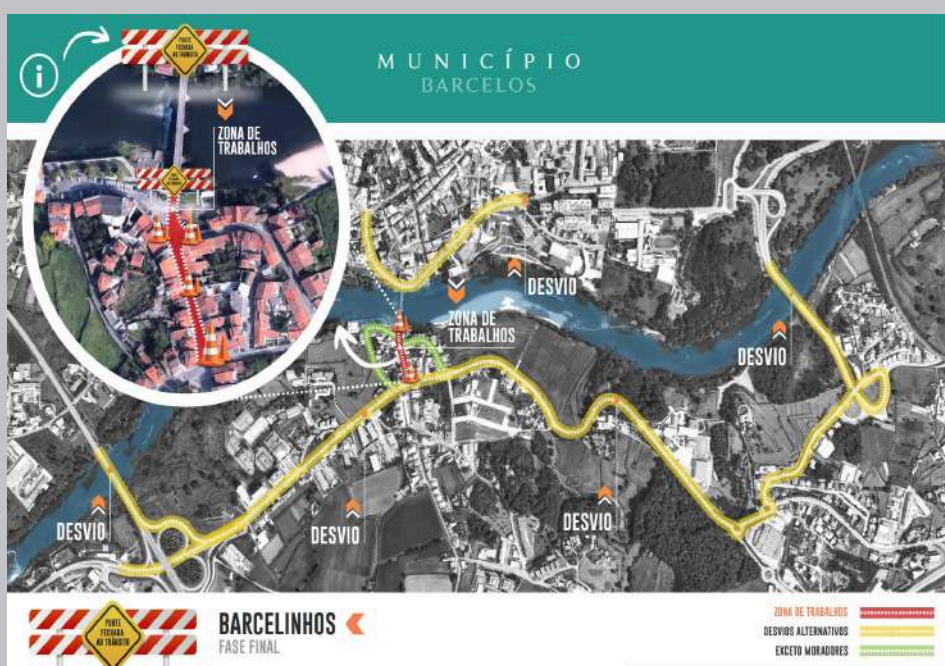 PONTE
FECHADA
AO TRÂNSITO
i
MUNICÍPIO
BARCELOS
ZONA DE
TRABALHOS
DESVIO
ZONA DE
TRABALHOS
DESVIO
DESVIO
DESVIO
DESVIO
PONTE
FECHADA
AO TRÂNSITO
BARCELINHOS
FASE FINAL
ZONA DE TRABALHOS
DESVIOS ALTERNATIVOS
EXCETO MORADORES